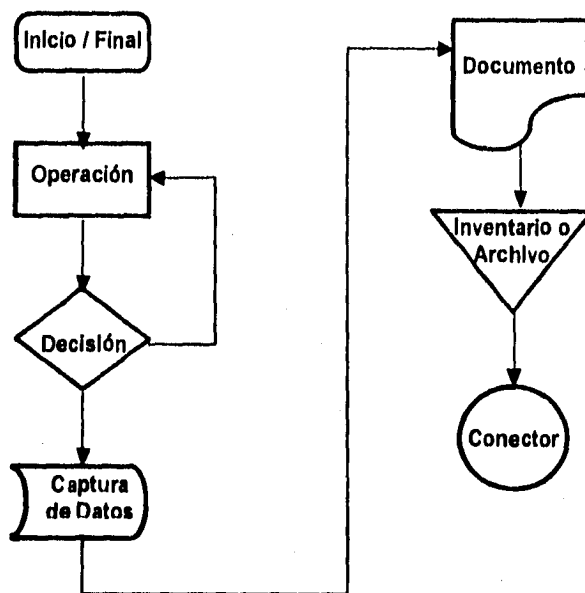 Inicio / Final
Operación
Decisión
Captura
de Datos
Documento
Inventario o
Archivo
Conector